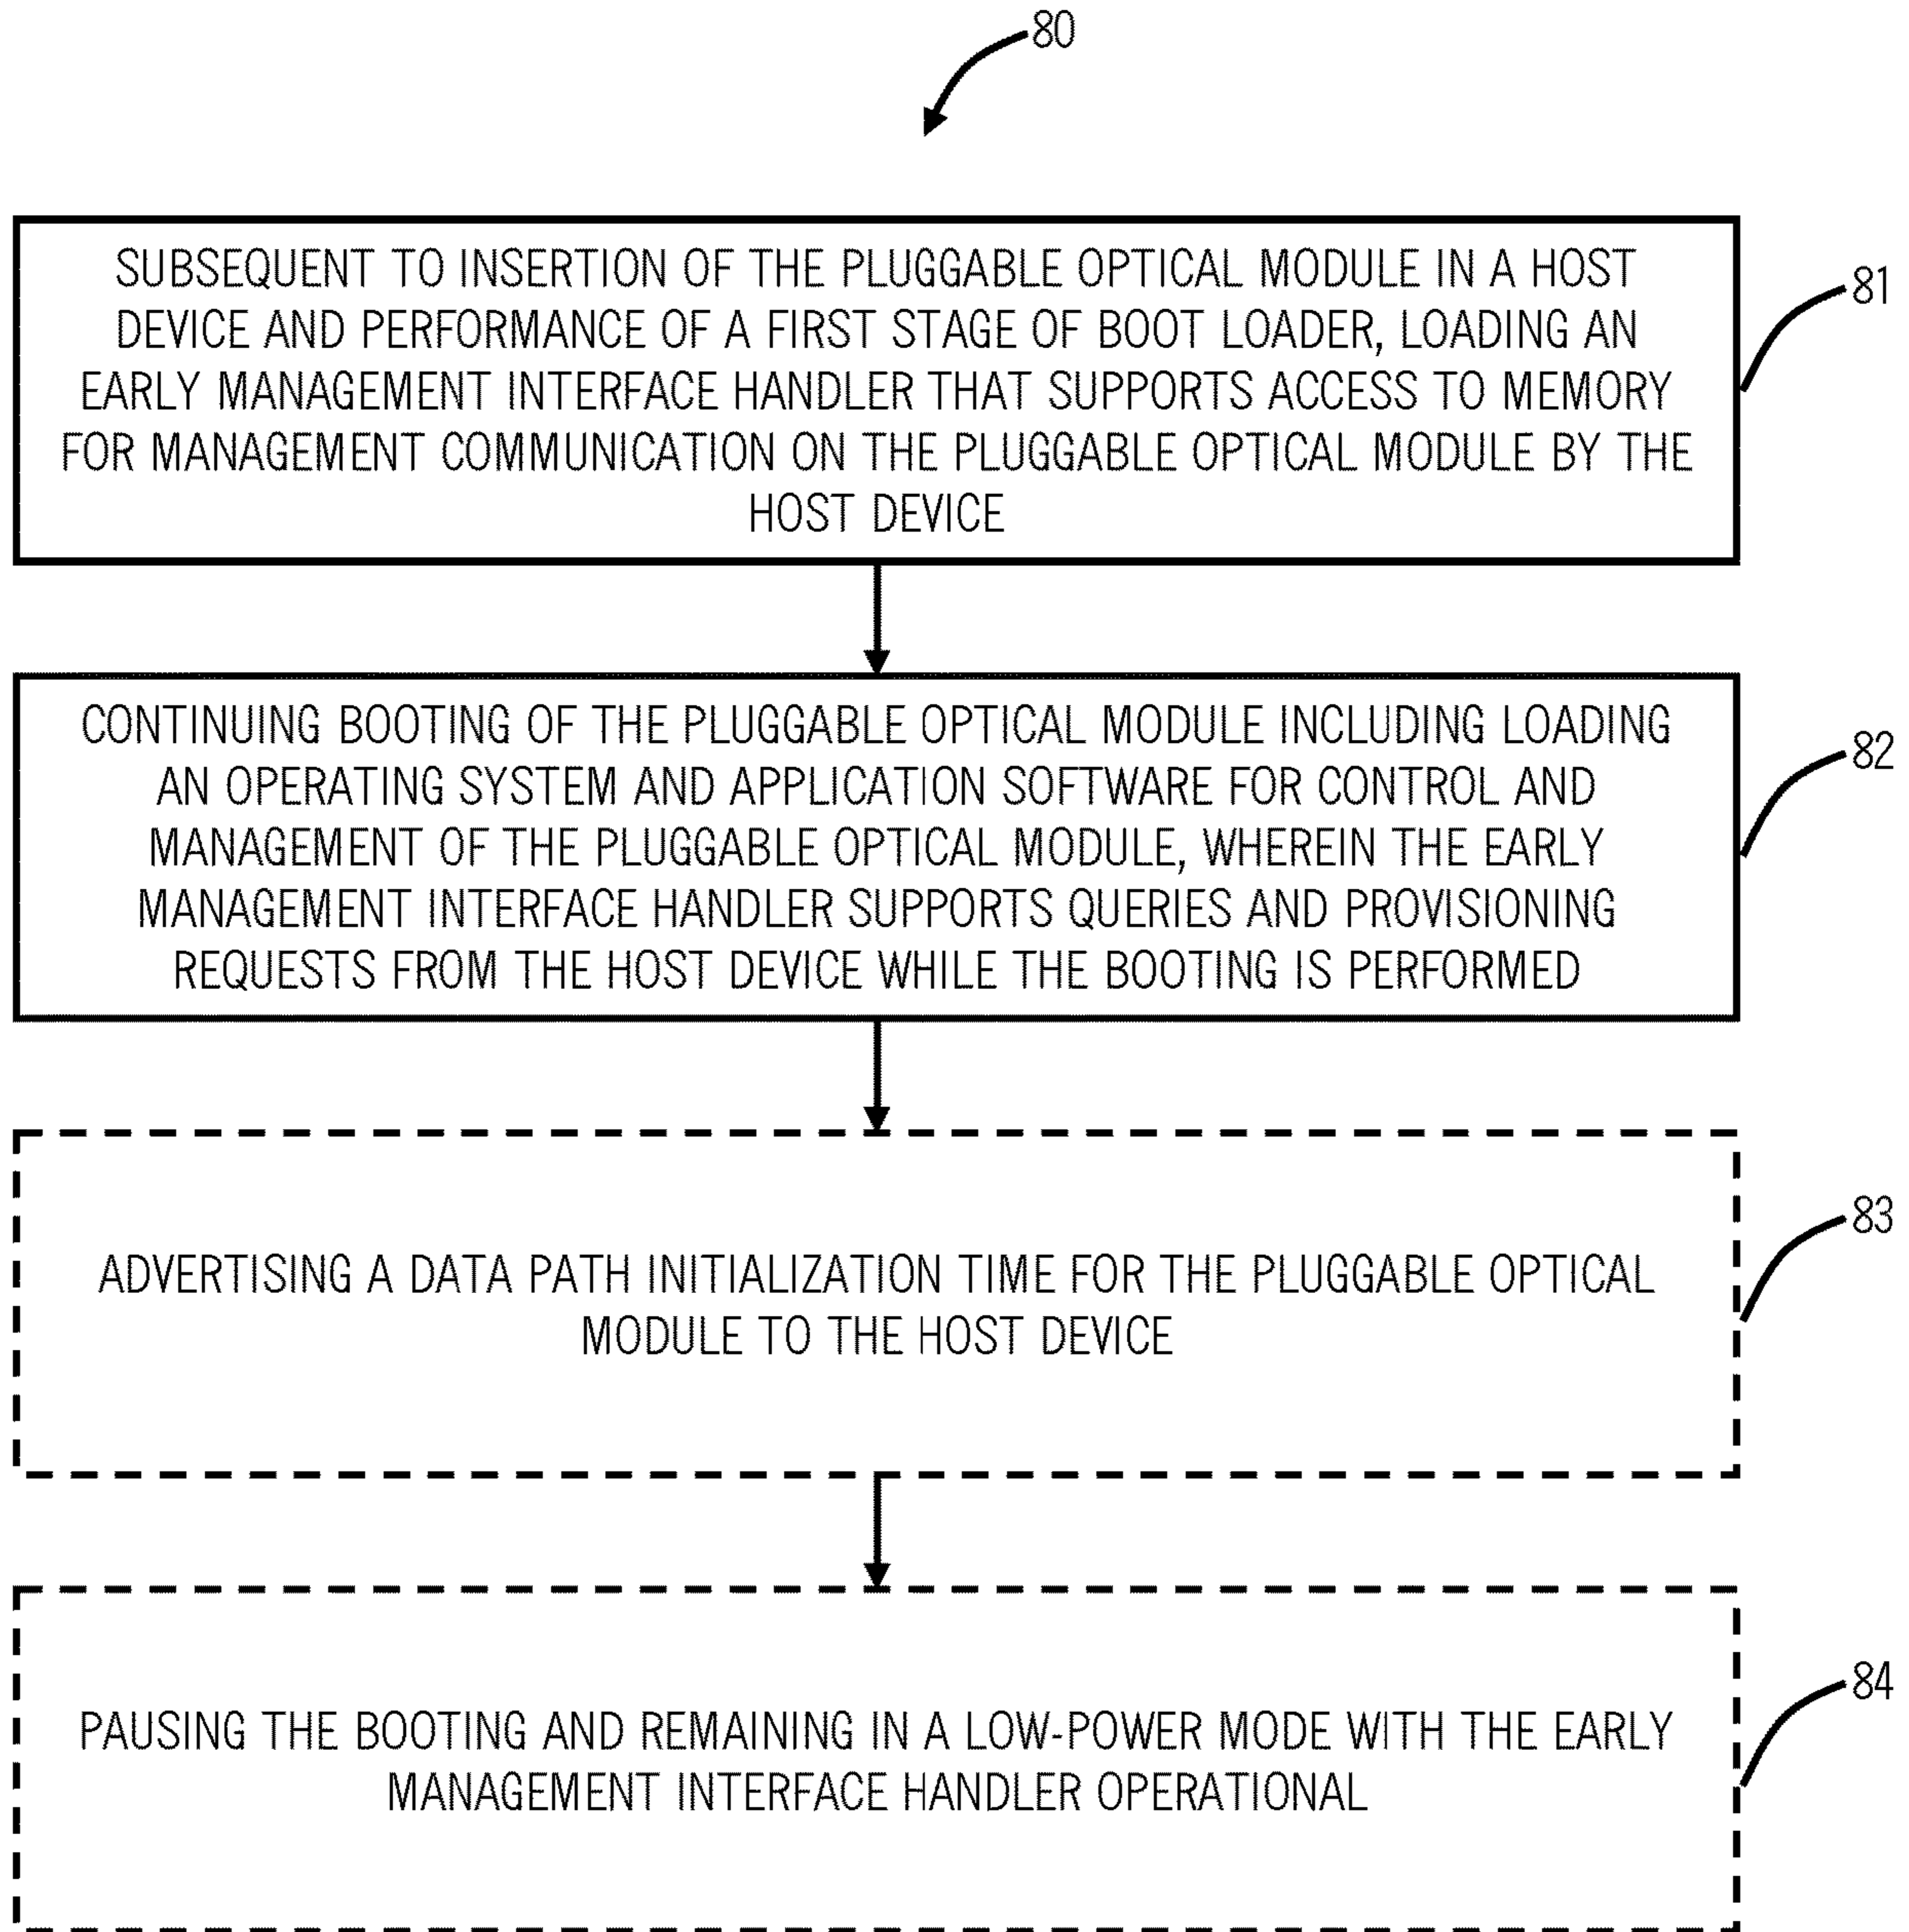 80
SUBSEQUENT TO INSERTION OF THE PLUGGABLE OPTICAL MODULE IN A HOST
DEVICE AND PERFORMANCE OF A FIRST STAGE OF BOOT LOADER, LOADING AN
EARLY MANAGEMENT INTERFACE HANDLER THAT SUPPORTS ACCESS TO MEMORY
FOR MANAGEMENT COMMUNICATION ON THE PLUGGABLE OPTICAL MODULE BY THE
HOST DEVICE
81
CONTINUING BOOTING OF THE PLUGGABLE OPTICAL MODULE INCLUDING LOADING
AN OPERATING SYSTEM AND APPLICATION SOFTWARE FOR CONTROL AND
MANAGEMENT OF THE PLUGGABLE OPTICAL MODULE, WHEREIN THE EARLY
MANAGEMENT INTERFACE HANDLER SUPPORTS QUERIES AND PROVISIONING
REQUESTS FROM THE HOST DEVICE WHILE THE BOOTING IS PERFORMED
82
ADVERTISING A DATA PATH INITIALIZATION TIME FOR THE PLUGGABLE OPTICAL
MODULE TO THE HOST DEVICE
83
PAUSING THE BOOTING AND REMAINING IN A LOW-POWER MODE WITH THE EARLY
MANAGEMENT INTERFACE HANDLER OPERATIONAL
84